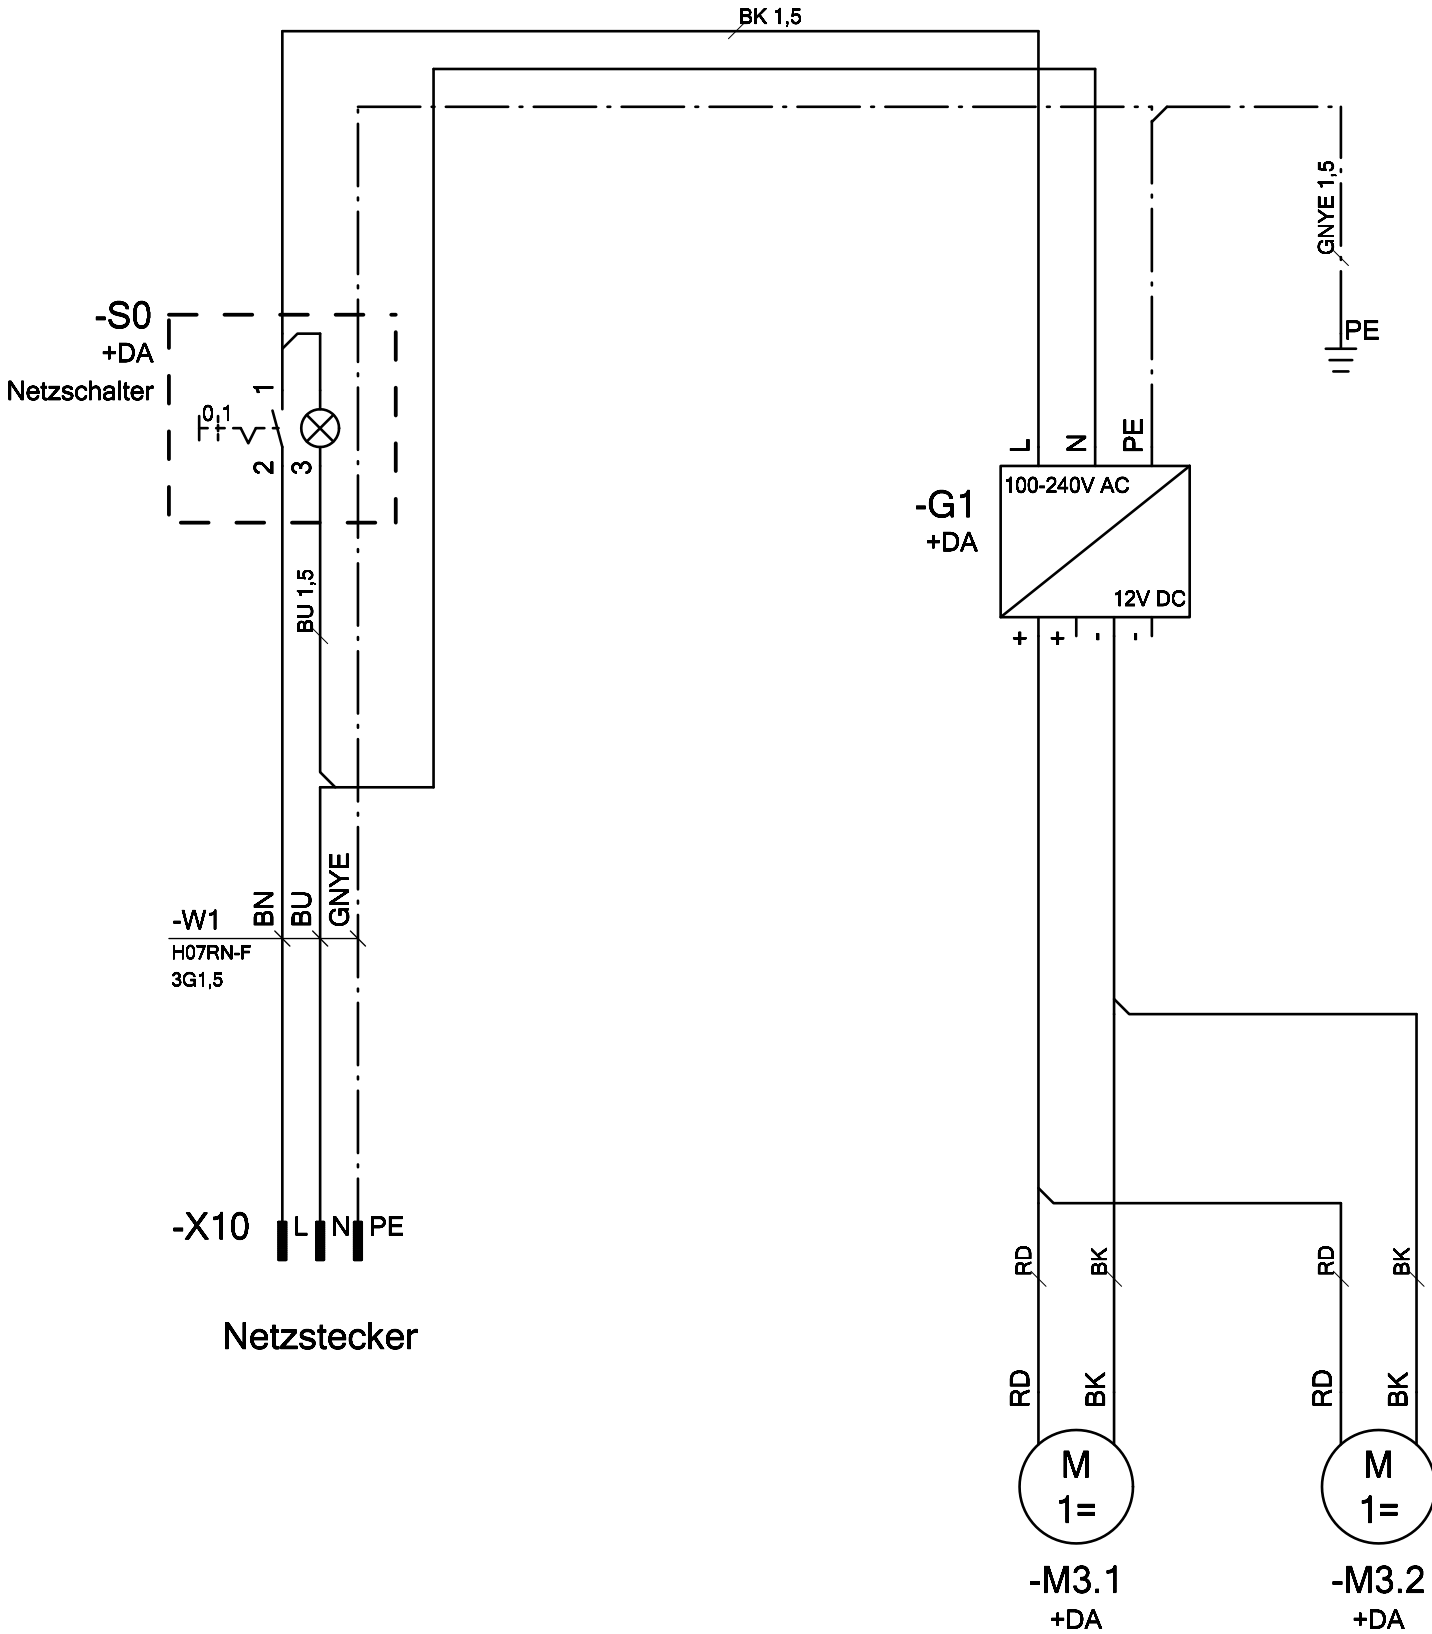 BK 1,5
GNYE 1,5
PE
-S0
+DA
Netzschalter
0 1
1
2
3
L
N
PE
-G1
+DA
100-240V AC
12V DC
+
+
-
-
BU 1,5
BN
BU
GNYE
-W1
H07RN-F
3G1,5
-X10
L
N
PE
Netzstecker
RD
BK
RD
BK
RD
BK
RD
BK
M
1=
M
1=
-M3.1
+DA
-M3.2
+DA